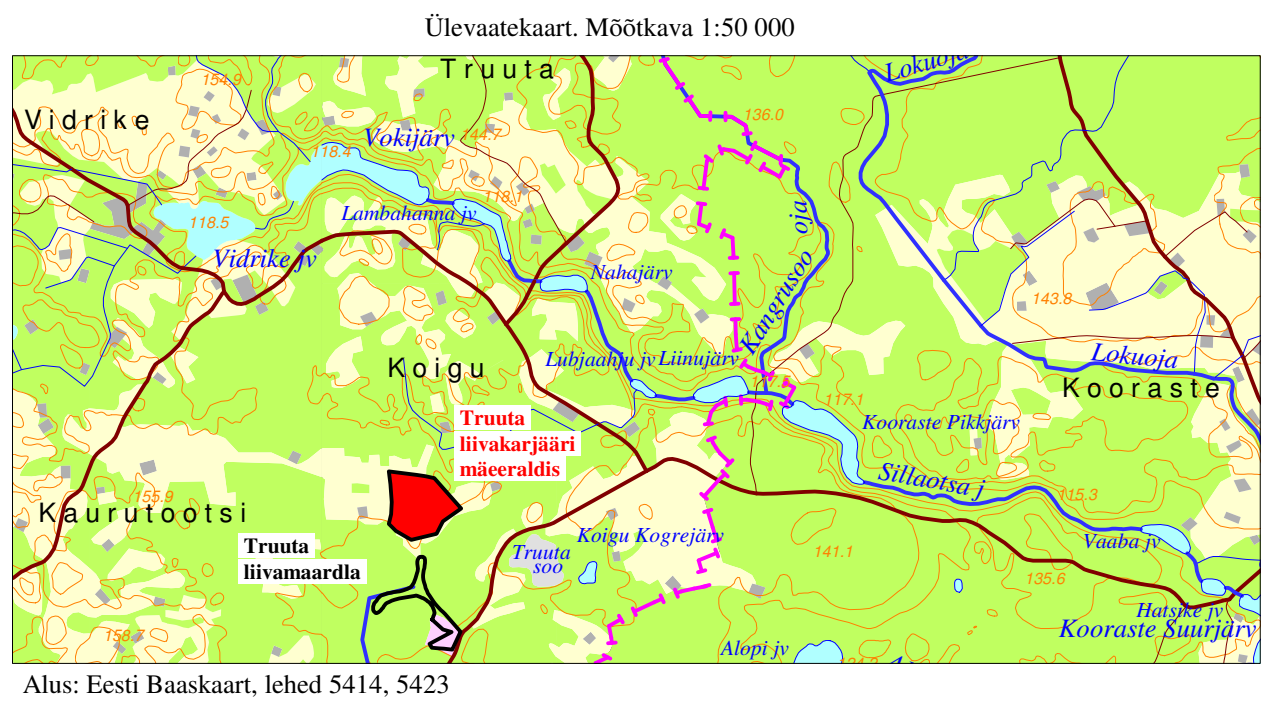 Ülevaatekaart. Mõõtkava 1:50 000
Truuta
Lokuoja
154.9
Vidrike
136.0
Vokijärv
144.7
118.4
118.1
Lambahanna jv
118.5
Kangrusoo oja
Vidrike jv
Nahajärv
143.8
Lubjaahju jv
Liinujärv
Lokuoja
Koigu
Kooraste
117.1
Truuta
liivakarjääri
mäeeraldis
Kooraste Pikkjärv
Sillaotsa j
155.9
115.3
Kaurutootsi
Koigu Kogrejärv
Vaaba jv
Truuta
liivamaardla
Truuta
soo
141.1
135.6
Hatsike jv
158.7
Kooraste Suurjärv
Alopi jv
Alus: Eesti Baaskaart, lehed 5414, 5423